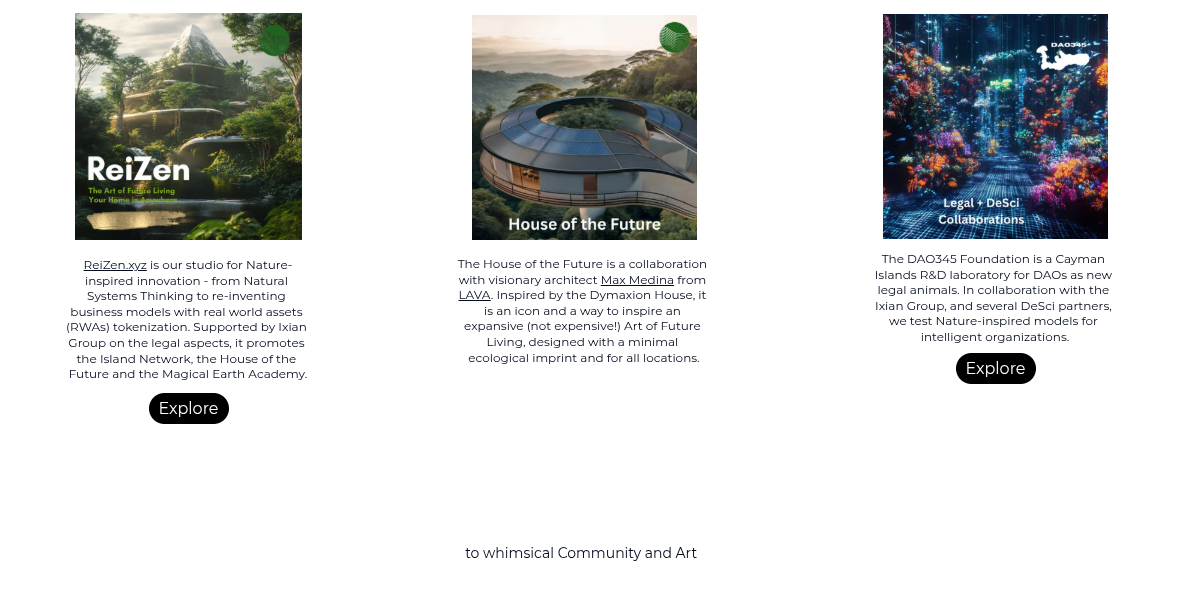 ReiZen
The Art of Future Living
Your Home is Anywhere
ReiZen.xyz is our studio for Nature-
inspired innovation - from Natural
Systems Thinking to re-inventing
business models with real world assets
(RWAs) tokenization. Supported by Ixian
Group on the legal aspects, it promotes
the Island Network, the House of the
Future and the Magical Earth Academy.
Explore
House of the Future
The House of the Future is a collaboration
with visionary architect Max Medina from
LAVA. Inspired by the Dymaxion House, it
is an icon and a way to inspire an
expansive (not expensive!) Art of Future
Living, designed with a minimal
ecological imprint and for all locations.
DAO345
Legal + DeSci
Collaborations
The DAO345 Foundation is a Cayman
Islands R&D laboratory for DAOs as new
legal animals. In collaboration with the
Ixian Group, and several DeSci partners,
we test Nature-inspired models for
intelligent organizations.
Explore
to whimsical Community and Art